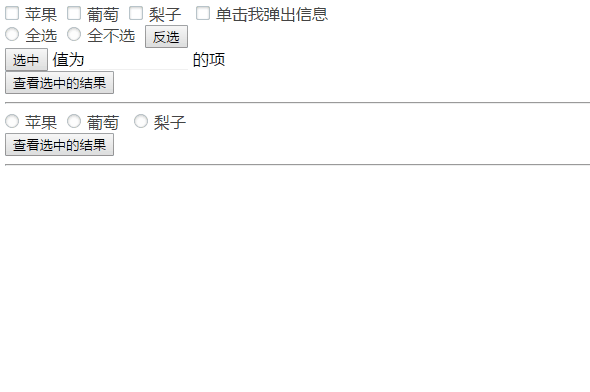 苹果 葡萄 梨子 单击我弹出信息
全选 全不选 反选
选中 值为 的项
查看选中的结果
苹果 葡萄 梨子
查看选中的结果